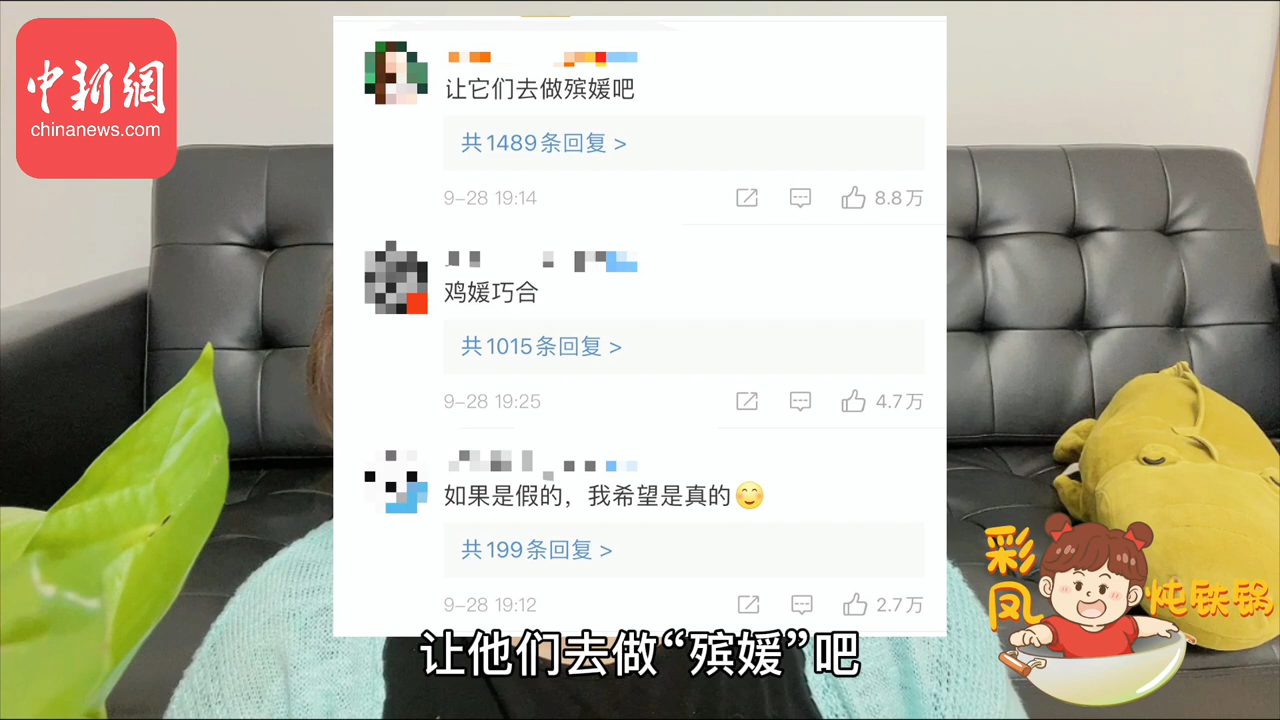 中新網
chinanews.com
让它们去做殡媛吧
共1489条回复 >
9-28 19:14
8.8万
鸡媛巧合
共1015条回复 >
9-28 19:25
4.7万
如果是假的，我希望是真的😊
共199条回复 >
9-28 19:12
2.7万
彩凤
炖铁锅
让他们去做“殡媛”吧